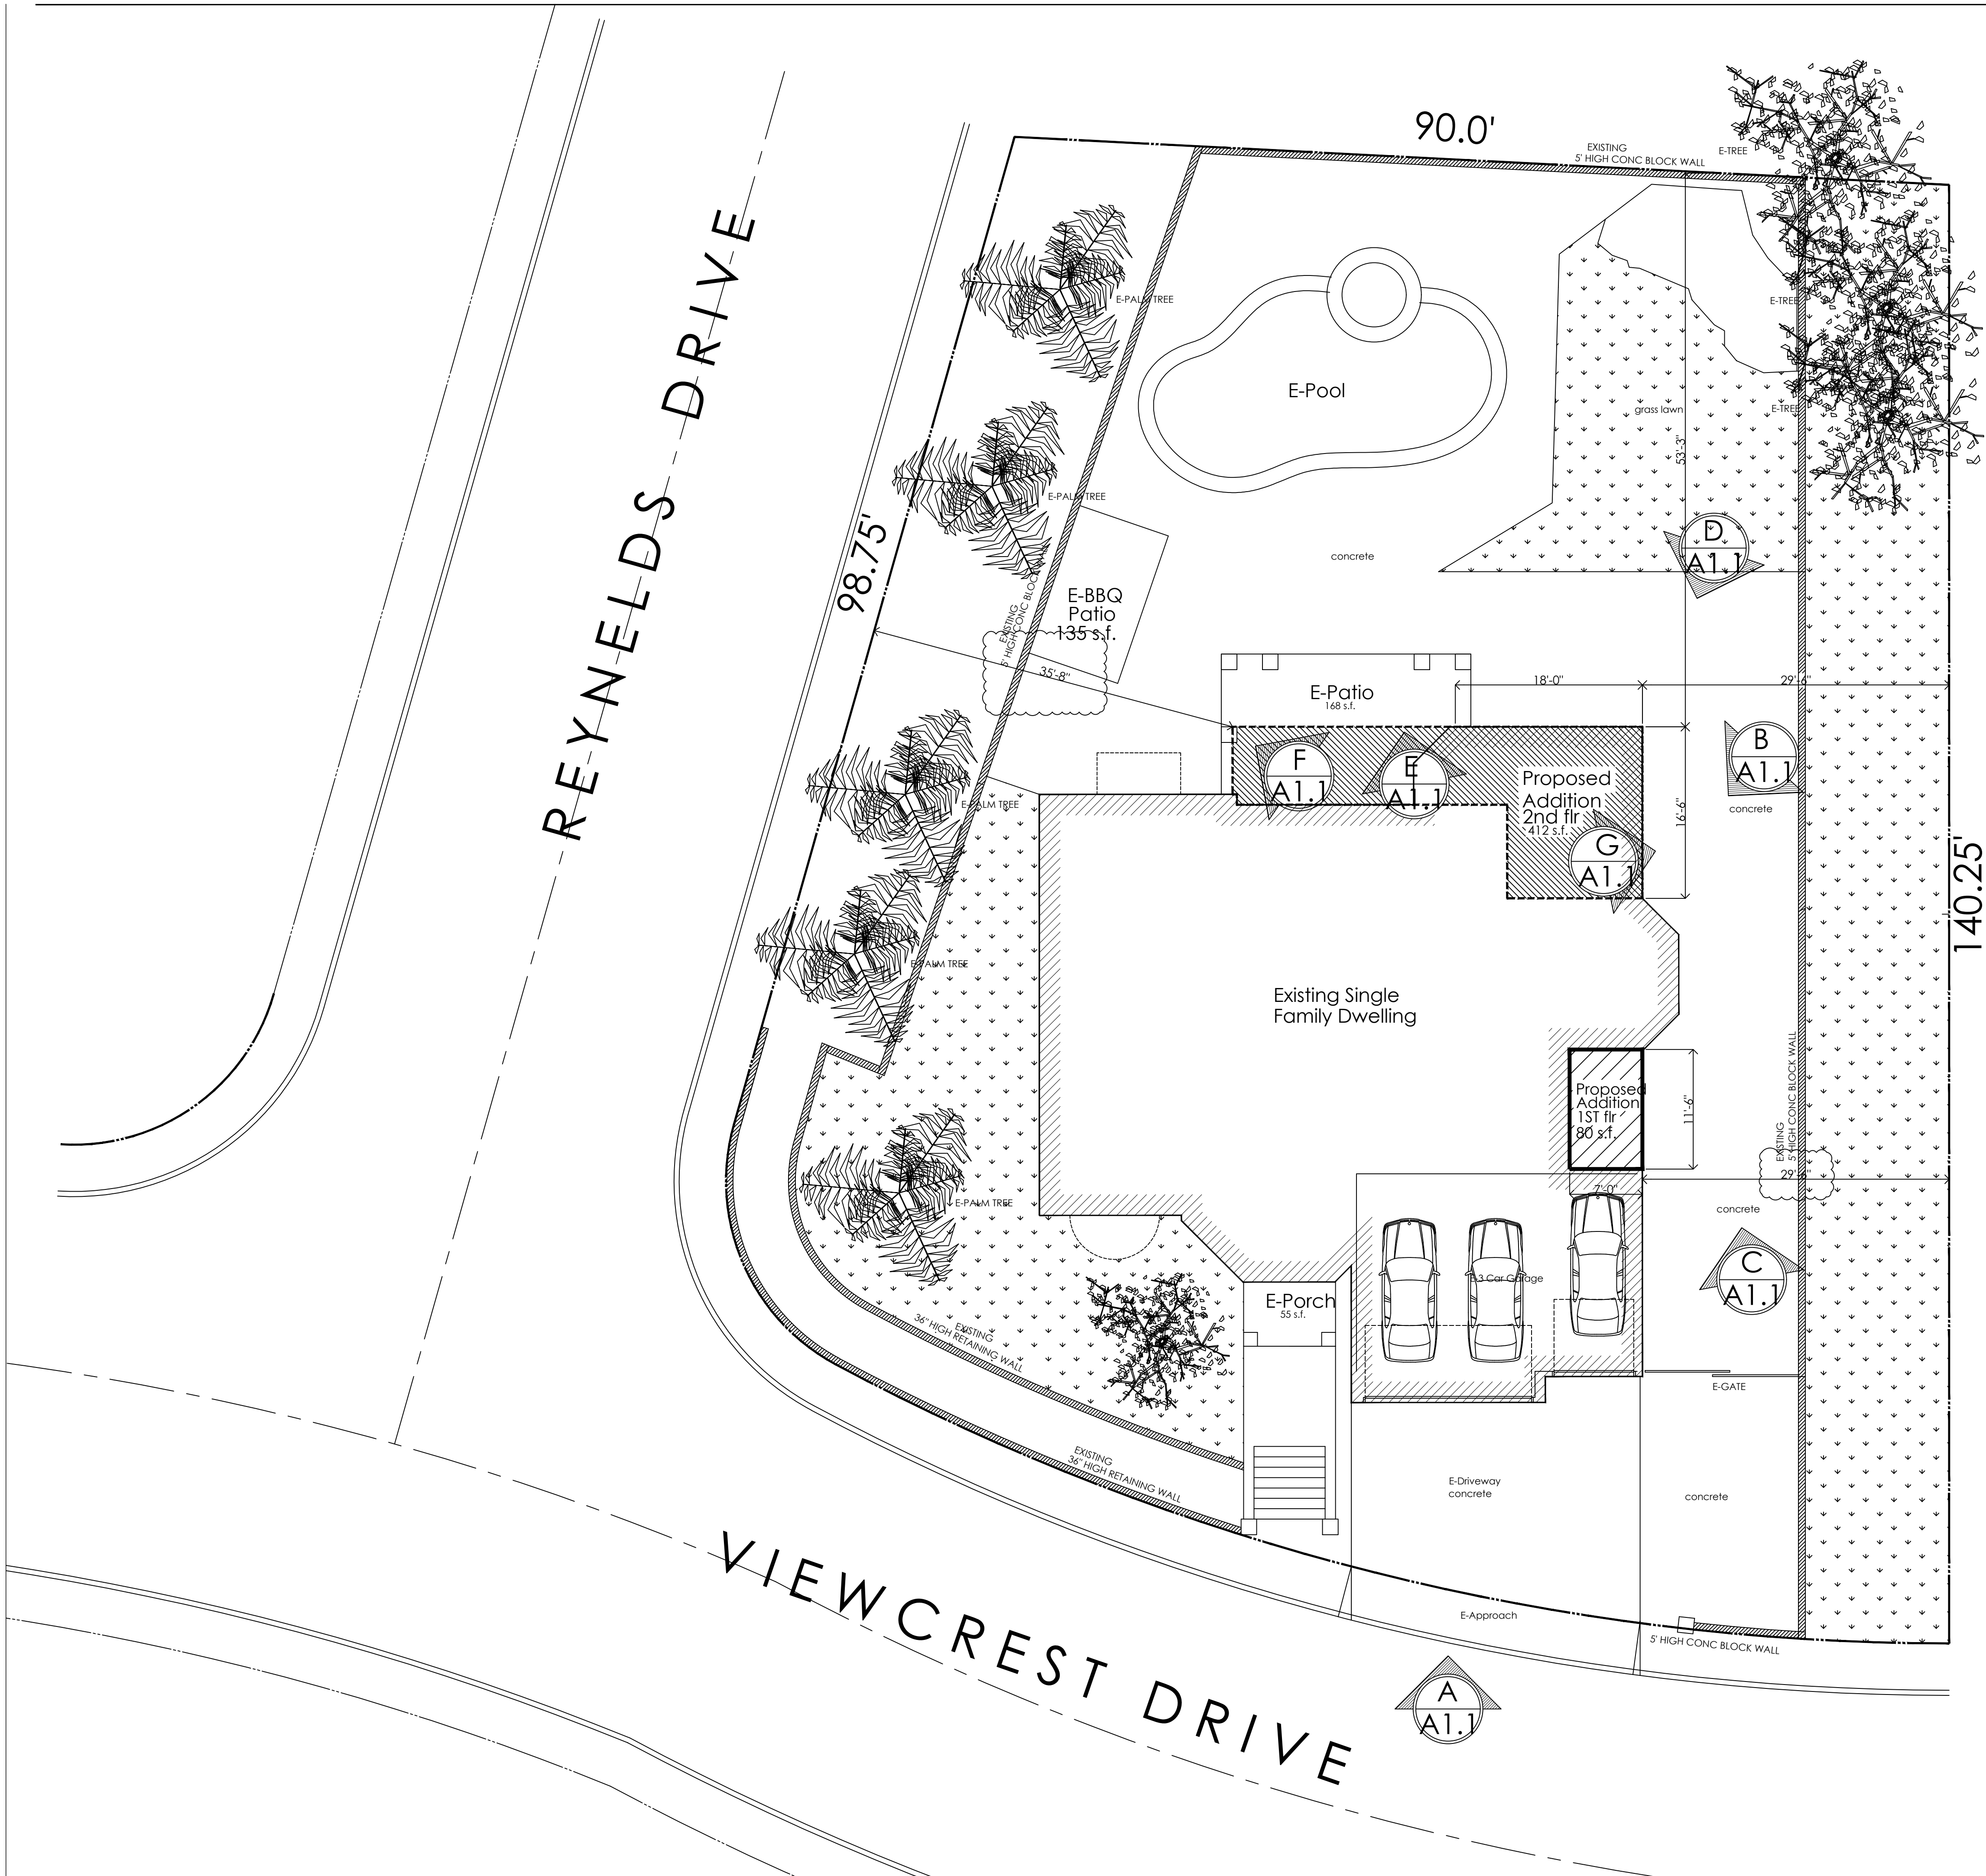 90.0'
EXISTING
5' HIGH CONC BLOCK WALL
E-TREE
REYNELDS DRIVE
E-PALM TREE
E-TREE
E-Pool
grass lawn
E-TREE
53'-3"
E-PALM TREE
98.75'
D
A1.1
concrete
EXISTING
5' HIGH CONC BLOCK WALL
E-BBQ
Patio
135 s.f.
35'-8"
E-Patio
168 s.f.
18'-0"
29'-6"
F
A1.1
E
A1.1
B
A1.1
Proposed
Addition
2nd flr
412 s.f.
16'-6"
concrete
E-PALM TREE
G
A1.1
140.25'
E-PALM TREE
Existing Single
Family Dwelling
Proposed
Addition
1ST flr
80 s.f.
11'-6"
EXISTING
5' HIGH CONC BLOCK WALL
29'-6"
7'-0"
E-PALM TREE
concrete
C
A1.1
E-3 Car Garage
E-Porch
55 s.f.
EXISTING
36" HIGH RETAINING WALL
E-GATE
EXISTING
36" HIGH RETAINING WALL
E-Driveway
concrete
concrete
VIEWCREST DRIVE
E-Approach
5' HIGH CONC BLOCK WALL
A
A1.1